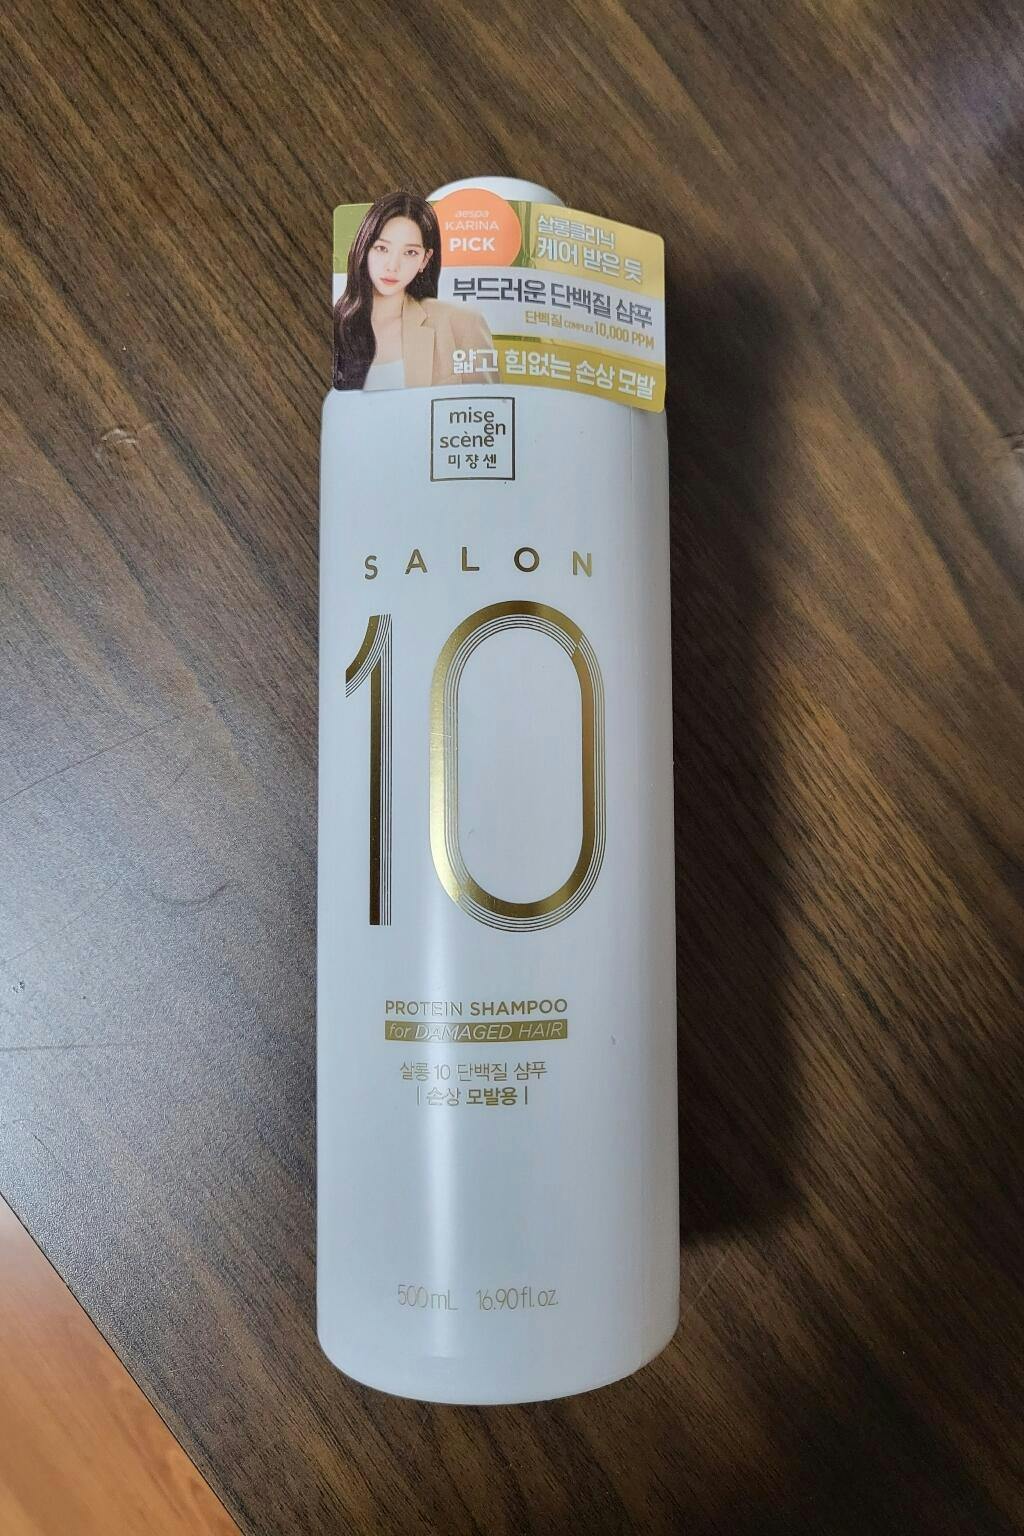 aespa
KARINA
PICK
살롱클리닉
케어 받은 듯
부드러운 단백질 샴푸
단백질 COMPLEX 10,000 PPM
얇고 힘없는 손상 모발
mise
en
scène
미쟝센
SALON
10
PROTEIN SHAMPOO
for DAMAGED HAIR
살롱 10 단백질 샴푸
| 손상 모발용 |
500mL 16.90fl.oz.